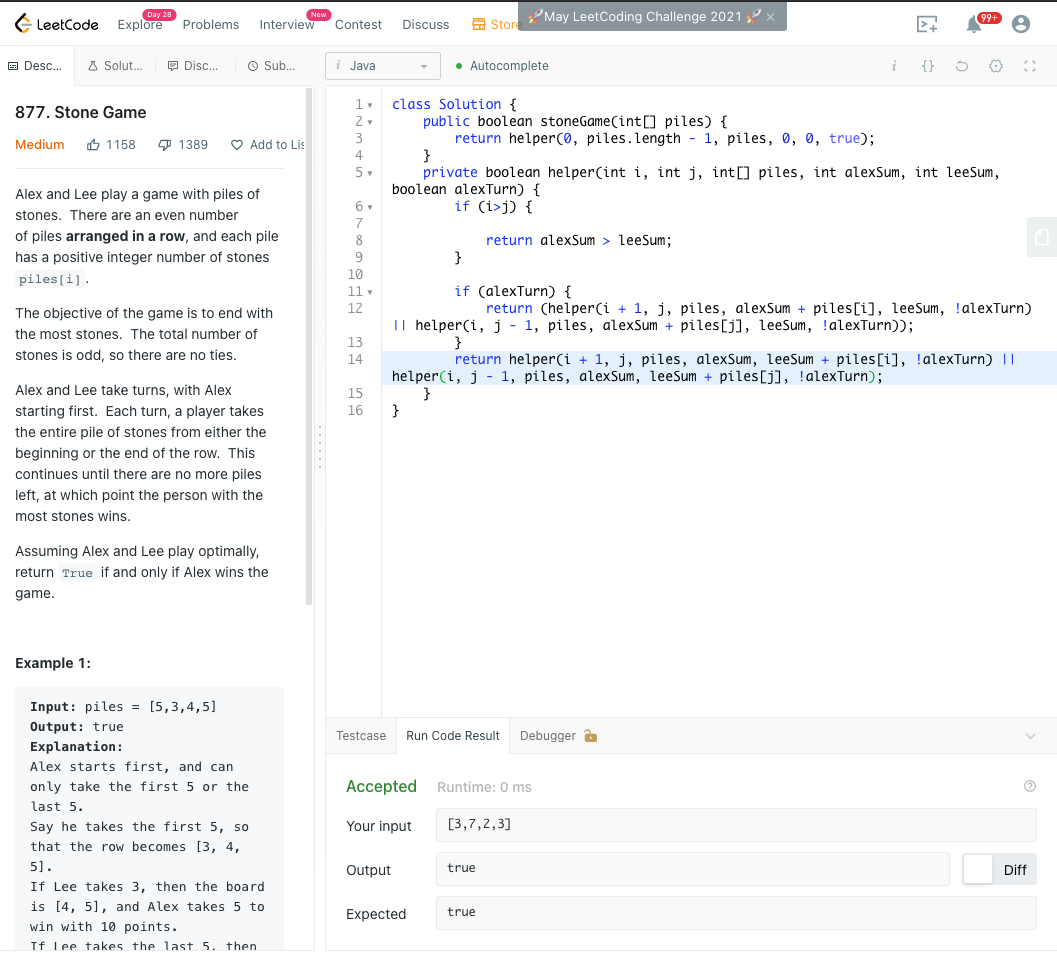 LeetCode
Day 28
Explore
Problems
New
Interview
Contest
Discuss
Store
🚀May LeetCoding Challenge 2021 🚀 ×
99+
Desc...
Solut...
Disc...
Sub...
i Java
Autocomplete
i {}
877. Stone Game
Medium 1158 1389 Add to Lis
Alex and Lee play a game with piles of
stones. There are an even number
of piles arranged in a row, and each pile
has a positive integer number of stones
piles[i].
The objective of the game is to end with
the most stones. The total number of
stones is odd, so there are no ties.
Alex and Lee take turns, with Alex
starting first. Each turn, a player takes
the entire pile of stones from either the
beginning or the end of the row. This
continues until there are no more piles
left, at which point the person with the
most stones wins.
Assuming Alex and Lee play optimally,
return True if and only if Alex wins the
game.
Example 1:
Input: piles = [5,3,4,5]
Output: true
Explanation:
Alex starts first, and can
only take the first 5 or the
last 5.
Say he takes the first 5, so
that the row becomes [3, 4,
5].
If Lee takes 3, then the board
is [4, 5], and Alex takes 5 to
win with 10 points.
If Lee takes the last 5, then
1 class Solution {
2 public boolean stoneGame(int[] piles) {
3 return helper(0, piles.length - 1, piles, 0, 0, true);
4 }
5 private boolean helper(int i, int j, int[] piles, int alexSum, int leeSum,
boolean alexTurn) {
6 if (i>j) {
7
8 return alexSum > leeSum;
9 }
10
11 if (alexTurn) {
12 return (helper(i + 1, j, piles, alexSum + piles[i], leeSum, !alexTurn)
|| helper(i, j - 1, piles, alexSum + piles[j], leeSum, !alexTurn));
13 }
14 return helper(i + 1, j, piles, alexSum, leeSum + piles[i], !alexTurn) ||
helper(i, j - 1, piles, alexSum, leeSum + piles[j], !alexTurn);
15 }
16 }
Testcase
Run Code Result
Debugger
Accepted Runtime: 0 ms
Your input [3,7,2,3]
Output true Diff
Expected true